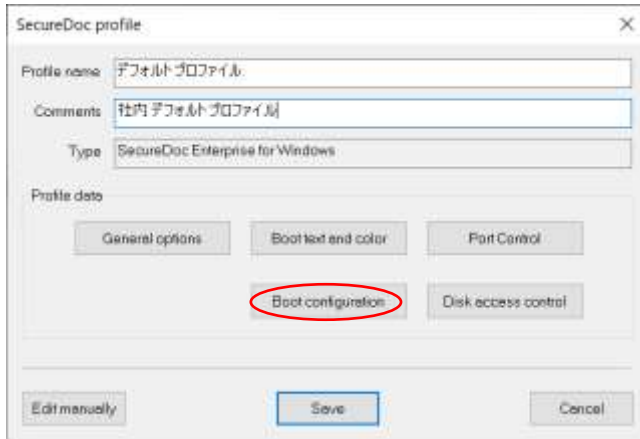 SecureDoc profile
Profile name デフォルトプロファイル
Comments 社内デフォルトプロファイル
Type SecureDoc Enterprise for Windows
Profile data
General options Boot text and color Port Control
Boot configuration Disk access control
Edit manually Save Cancel